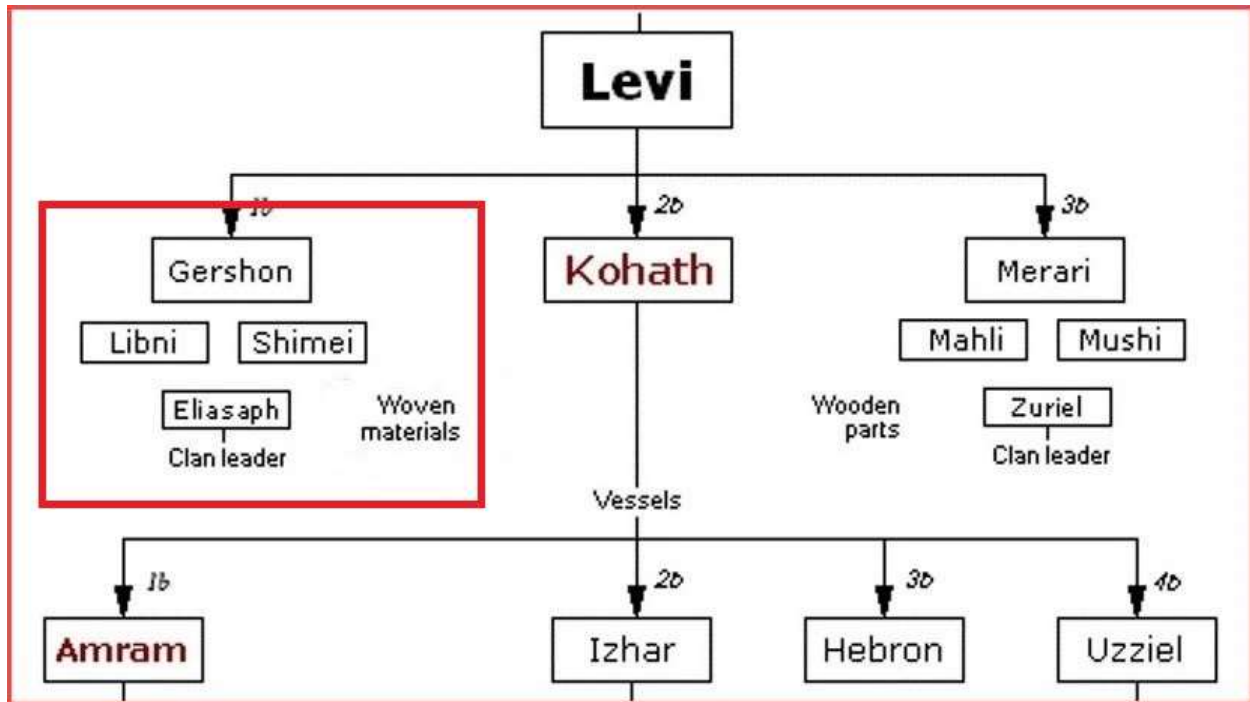 Levi
1b
2b
3b
Gershon
Kohath
Merari
Libni
Shimei
Mahli
Mushi
Eliasaph
Woven
materials
Wooden
parts
Zuriel
Clan leader
Clan leader
Vessels
1b
2b
3b
4b
Amram
Izhar
Hebron
Uzziel